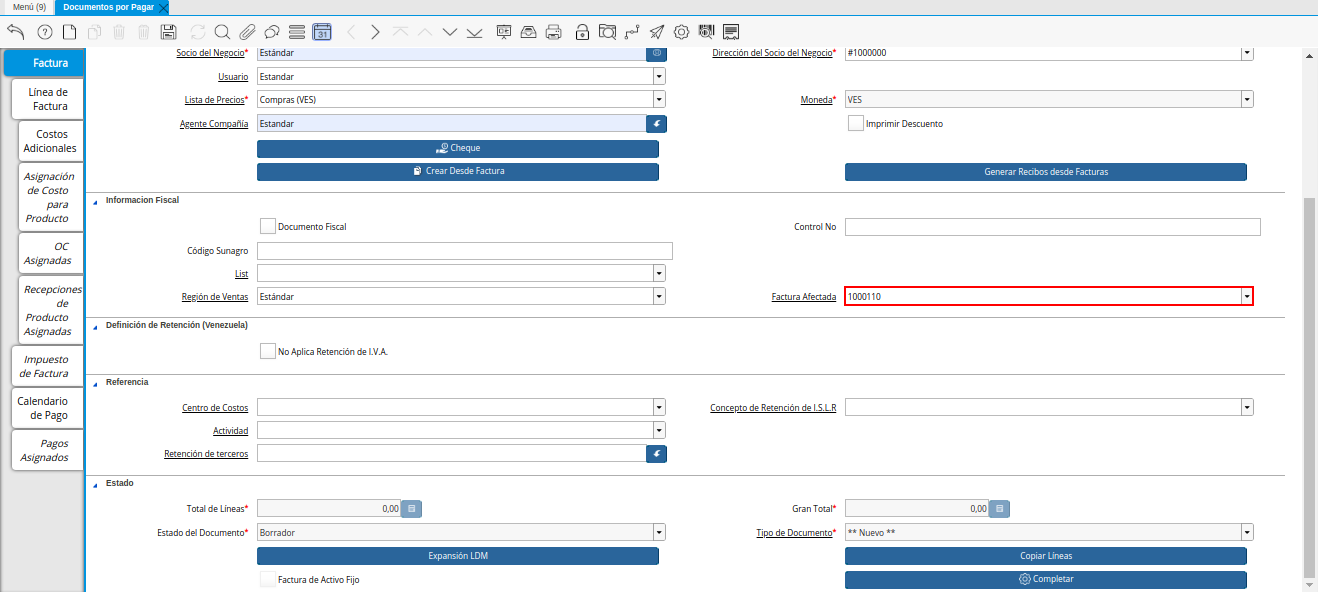 Menú (9)
Documentos por Pagar
31
Factura
Línea de
Factura
Costos
Adicionales
Asignación
de Costo
para
Producto
OC
Asignadas
Recepciones
de
Producto
Asignadas
Impuesto
de Factura
Calendario
de Pago
Pagos
Asignados
Socio del Negocio* Estándar Dirección del Socio del Negocio* #1000000
Usuario Estandar
Lista de Precios* Compras (VES) Moneda* VES
Agente Compañía Estandar Imprimir Descuento
Cheque
Crear Desde Factura Generar Recibos desde Facturas
Informacion Fiscal
Documento Fiscal Control No
Código Sunagro
List
Región de Ventas Estándar Factura Afectada 1000110
Definición de Retención (Venezuela)
No Aplica Retención de I.V.A.
Referencia
Centro de Costos Concepto de Retención de I.S.L.R
Actividad
Retención de terceros
Estado
Total de Líneas* 0,00 Gran Total* 0,00
Estado del Documento* Borrador Tipo de Documento* ** Nuevo **
Expansión LDM Copiar Líneas
Factura de Activo Fijo Completar